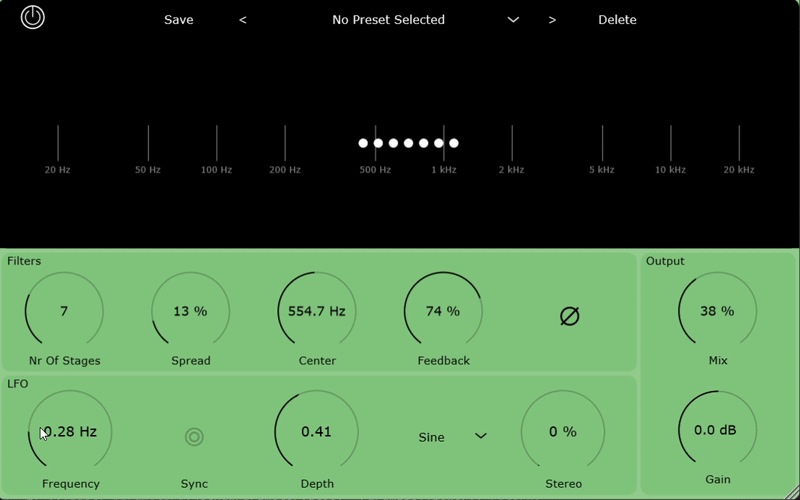 Save < No Preset Selected > Delete
20 Hz 50 Hz 100 Hz 200 Hz 500 Hz 1 kHz 2 kHz 5 kHz 10 kHz 20 kHz
Filters
7 13 % 554.7 Hz 74 % Ø
Nr Of Stages Spread Center Feedback
LFO
0.28 Hz 0.41 Sine 0 %
Frequency Sync Depth Stereo
Output
38 %
Mix
0.0 dB
Gain